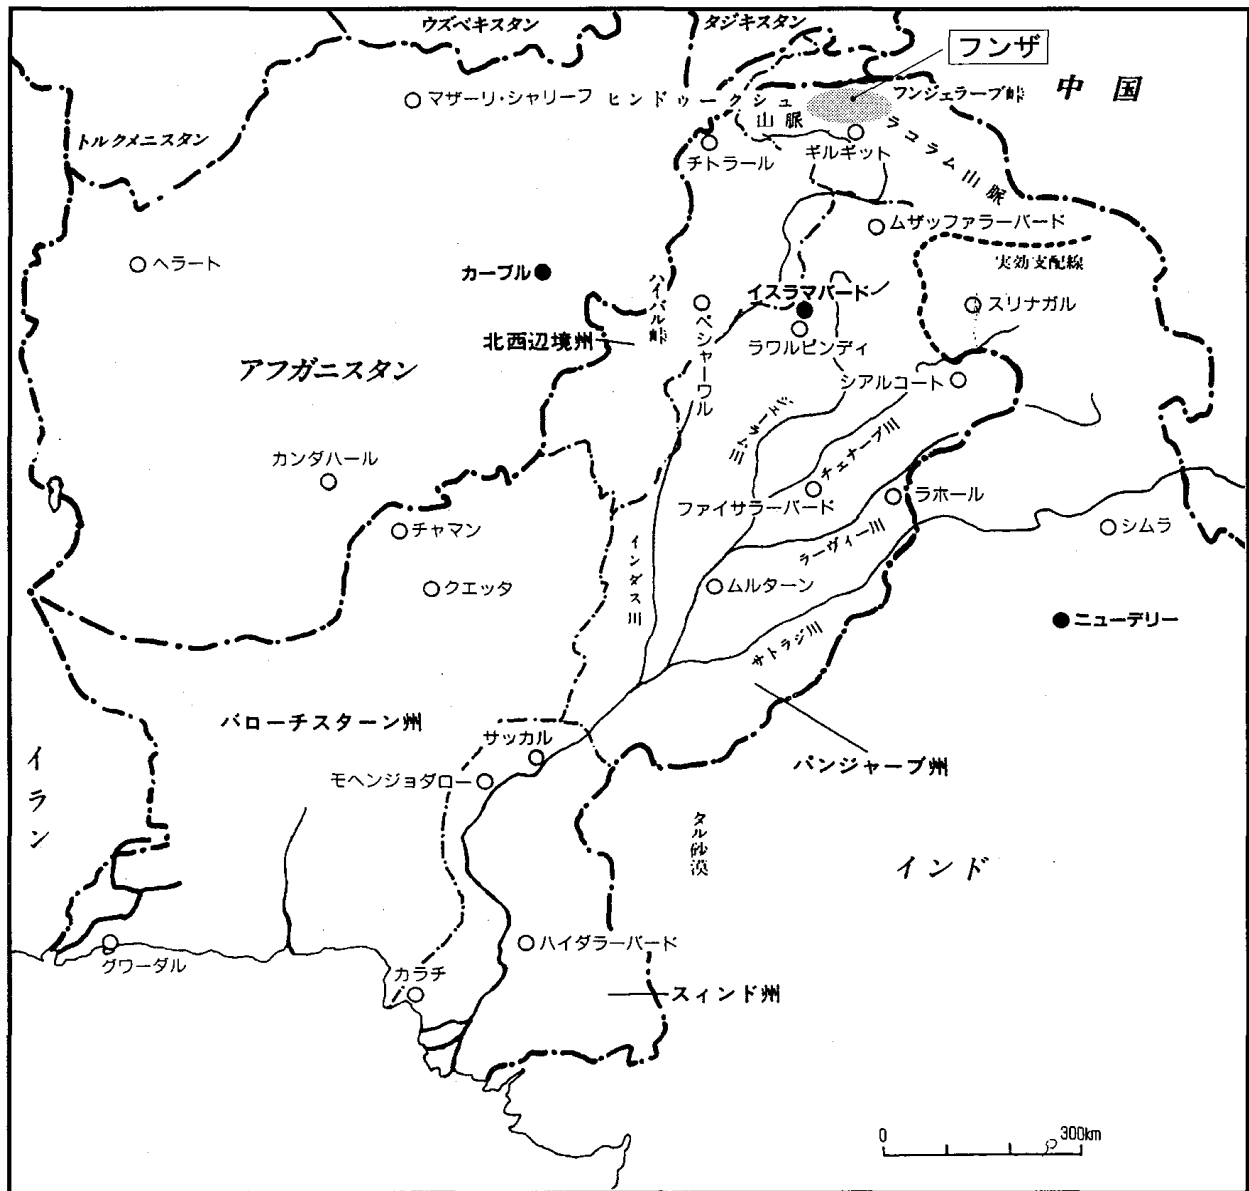 ウズベキスタン
タジキスタン
フンザ
マザーリ・シャリーフ
ヒンドゥークシュ
山脈
フンジェラーブ峠
中国
トルクメニスタン
チトラール
ギルギット
ラコラム山脈
ムザッファラーバード
実効支配線
ヘラート
カーブル
ハイバル峠
ペシャーワル
イスラマバード
スリナガル
北西辺境州
ラワルピンディ
アフガニスタン
シアルコート
ジェーラム川
チェナーブ川
カンダハール
ファイサラーバード
ラホール
チャマン
インダス川
ラーヴィー川
シムラ
クエッタ
ムルターン
ニューデリー
サトラジ川
バローチスターン州
サッカル
パンジャーブ州
イラン
モヘンジョダロー
タル砂漠
インド
ハイダラーバード
グワーダル
カラチ
スィンド州
0 300km